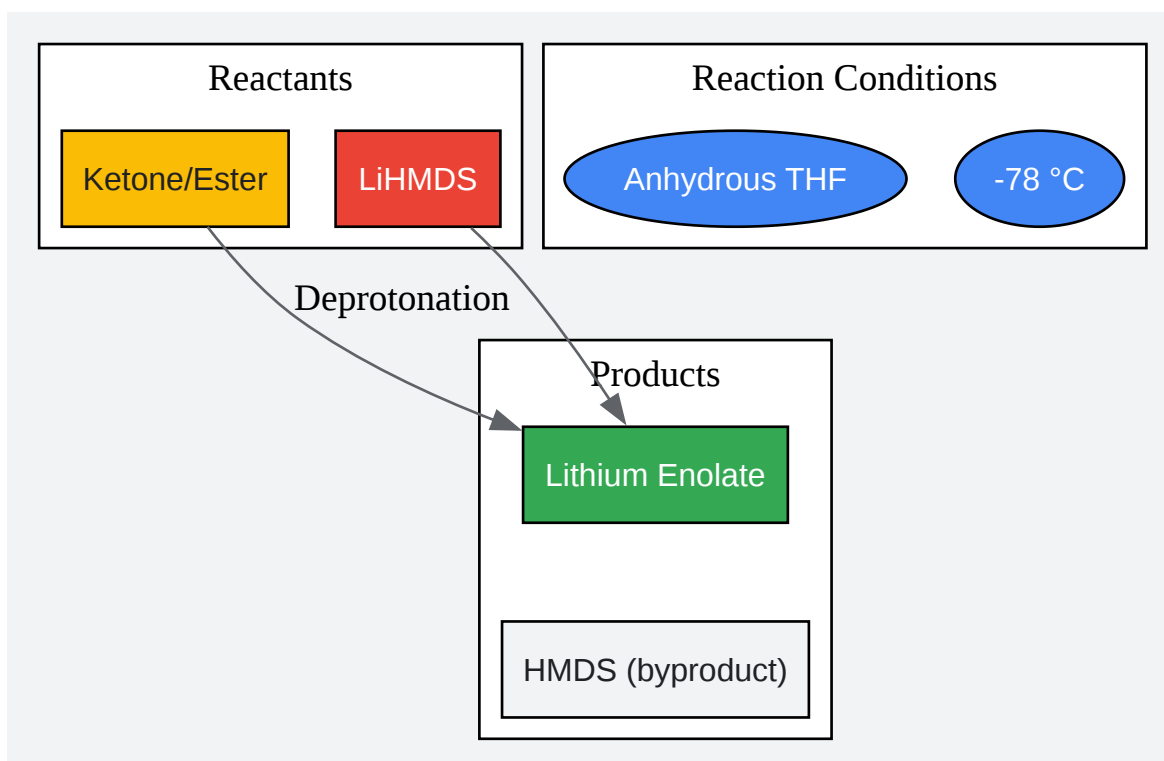 Reactants
Reaction Conditions
Ketone/Ester
LiHMDS
Anhydrous THF
-78 °C
Deprotonation
Products
Lithium Enolate
HMDS (byproduct)